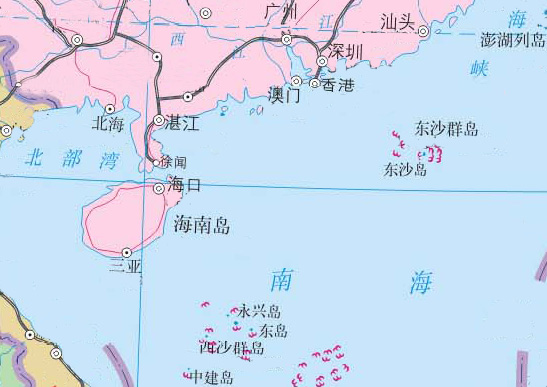 广州
汕头
海
江
西
江
澎湖列岛
深圳
峡
香港
澳门
北海
湛江
东沙群岛
北部湾
徐闻
东沙岛
海口
海南岛
三亚
南海
永兴岛
东岛
西沙群岛
中建岛